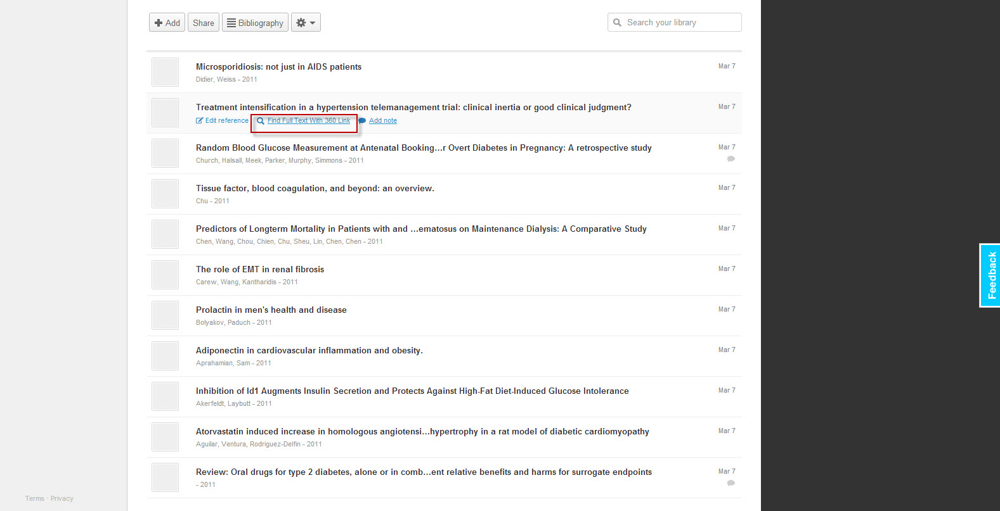 Add Share Bibliography
Search your library
Microsporidiosis: not just in AIDS patients
Mar 7
Didier, Weiss - 2011
Treatment intensification in a hypertension telemanagement trial: clinical inertia or good clinical judgment?
Mar 7
Edit reference Find Full Text With 360 Link Add note
Random Blood Glucose Measurement at Antenatal Booking...r Overt Diabetes in Pregnancy: A retrospective study
Mar 7
Church, Halsall, Meek, Parker, Murphy, Simmons - 2011
Tissue factor, blood coagulation, and beyond: an overview.
Mar 7
Chu - 2011
Predictors of Longterm Mortality in Patients with and ...ematosus on Maintenance Dialysis: A Comparative Study
Mar 7
Chen, Wang, Chou, Chien, Chu, Sheu, Lin, Chen, Chen - 2011
The role of EMT in renal fibrosis
Mar 7
Carew, Wang, Kantharidis - 2011
Prolactin in men's health and disease
Mar 7
Bolyakov, Paduch - 2011
Adiponectin in cardiovascular inflammation and obesity.
Mar 7
Aprahamian, Sam - 2011
Inhibition of Id1 Augments Insulin Secretion and Protects Against High-Fat Diet-Induced Glucose Intolerance
Mar 7
Akerfeldt, Laybutt - 2011
Atorvastatin induced increase in homologous angiotensi...hypertrophy in a rat model of diabetic cardiomyopathy
Mar 7
Aguilar, Ventura, Rodriguez-Delfin - 2011
Review: Oral drugs for type 2 diabetes, alone or in comb...ent relative benefits and harms for surrogate endpoints
Mar 7
- 2011
Terms · Privacy
Feedback